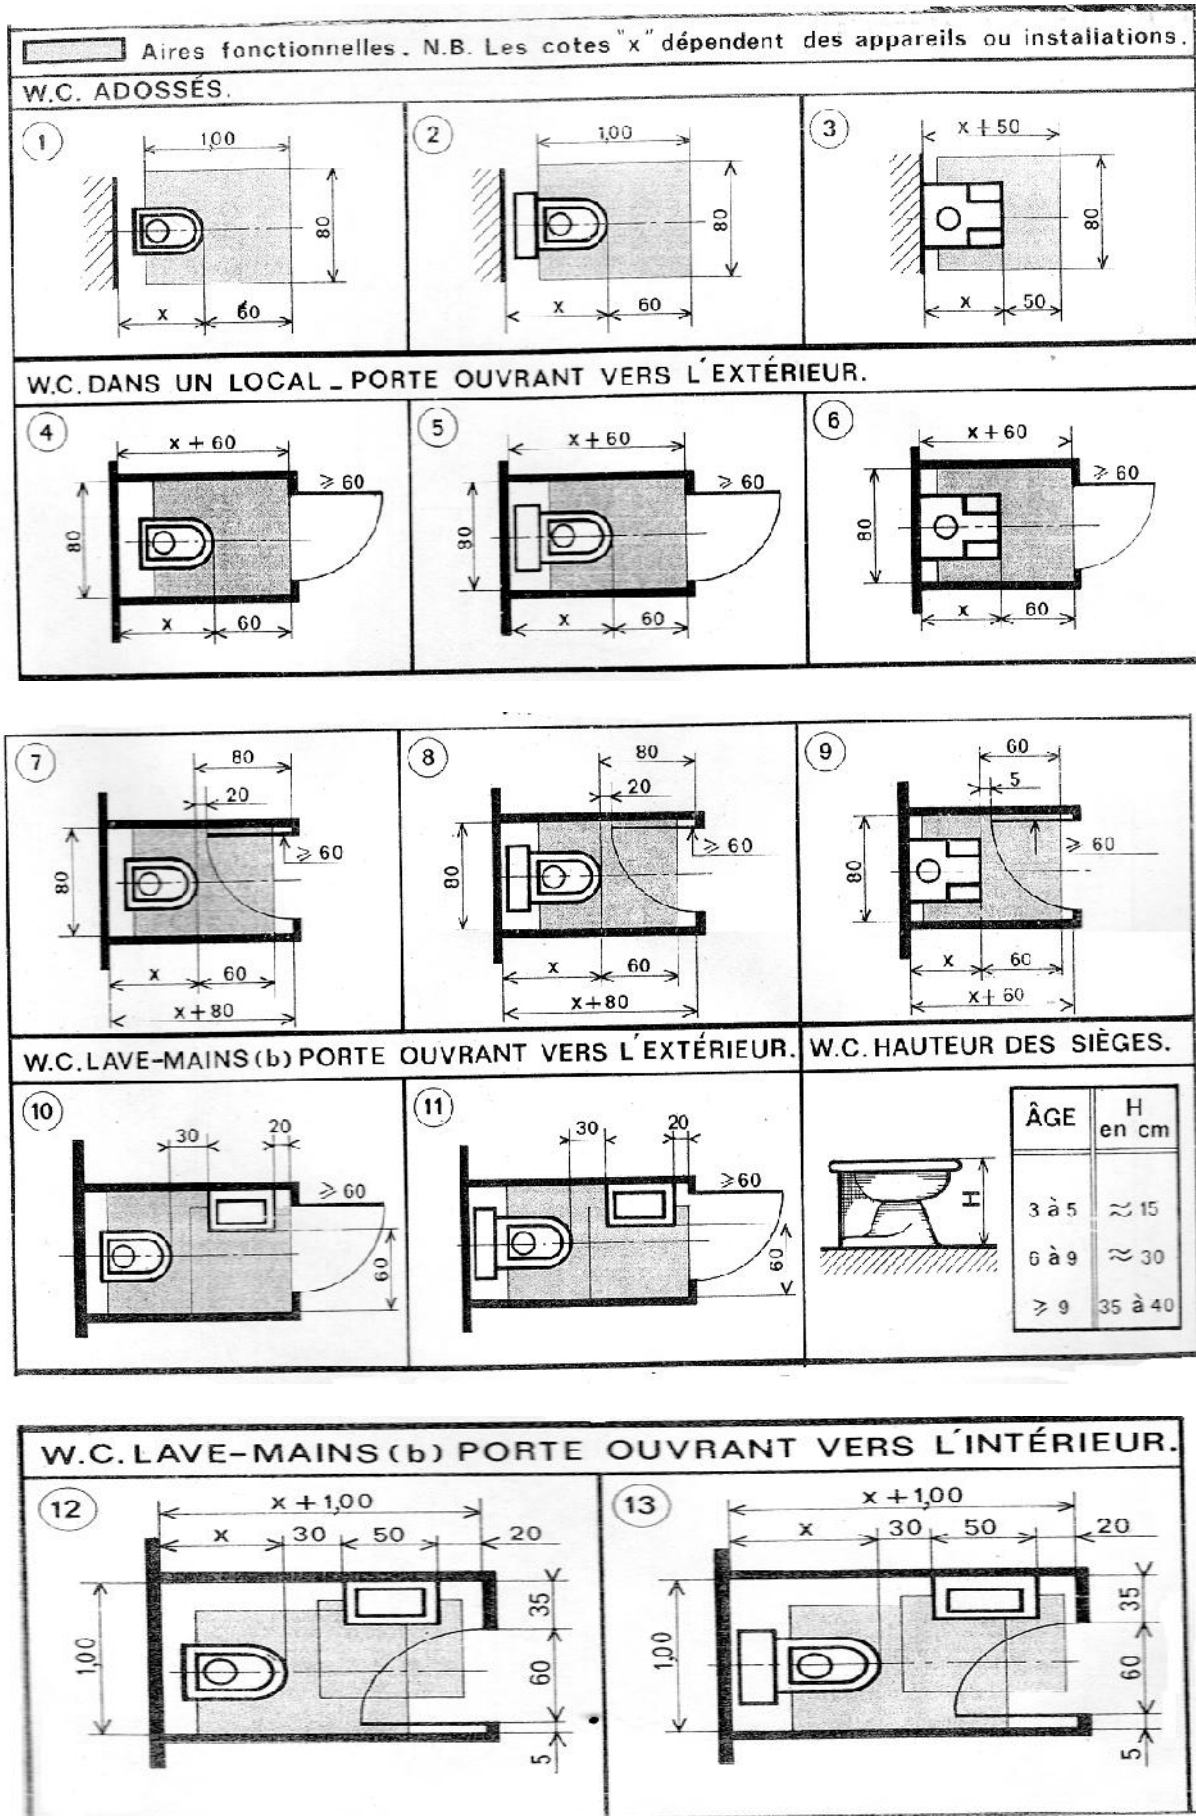 Aires fonctionnelles. N.B. Les cotes "x" dépendent des appareils ou installations.
W.C. ADOSSÉS.
1
1,00
80
x
60
2
1,00
80
x
60
3
x + 50
80
x
50
W.C. DANS UN LOCAL _ PORTE OUVRANT VERS L'EXTÉRIEUR.
4
x + 60
⩾ 60
80
x
60
5
x + 60
⩾ 60
80
x
60
6
x + 60
⩾ 60
80
x
60
7
80
20
⩾ 60
80
x
60
x + 80
8
80
20
⩾ 60
80
x
60
x + 80
9
60
5
⩾ 60
80
x
60
x + 60
W.C. LAVE-MAINS (b) PORTE OUVRANT VERS L'EXTÉRIEUR.
10
30
20
⩾ 60
60
11
30
20
⩾ 60
60
W.C. HAUTEUR DES SIÈGES.
H
ÂGE H en cm
3 à 5 ≈ 15
6 à 9 ≈ 30
⩾ 9 35 à 40
W.C. LAVE-MAINS (b) PORTE OUVRANT VERS L'INTÉRIEUR.
12
x + 1,00
x 30 50 20
35
1,00
60
5
13
x + 1,00
x 30 50 20
35
1,00
60
5